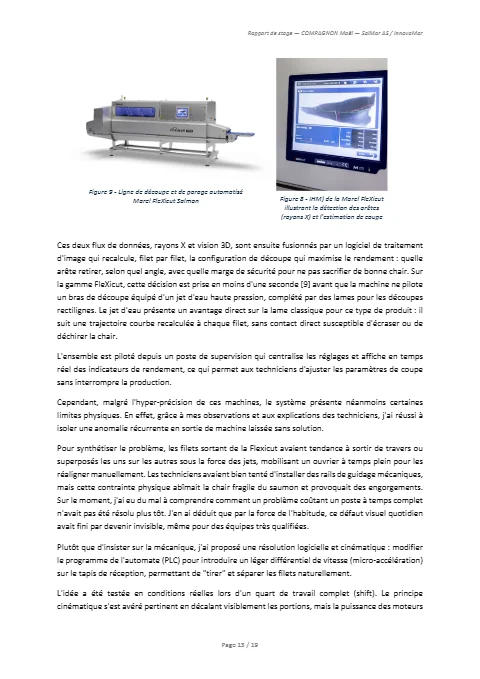 Rapport de stage — COMPAGNON Maël — SalMar AS / InnovaMar
Figure 9 - Ligne de découpe et de parage automatisé
Marel FleXicut Salmon
Figure 8 - IHM) de la Marel FleXicut
illustrant la détection des arêtes
(rayons X) et l'estimation de coupe
Ces deux flux de données, rayons X et vision 3D, sont ensuite fusionnés par un logiciel de traitement
d'image qui recalcule, filet par filet, la configuration de découpe qui maximise le rendement : quelle
arête retirer, selon quel angle, avec quelle marge de sécurité pour ne pas sacrifier de bonne chair. Sur
la gamme FleXicut, cette décision est prise en moins d'une seconde [9] avant que la machine ne pilote
un bras de découpe équipé d'un jet d'eau haute pression, complété par des lames pour les découpes
rectilignes. Le jet d'eau présente un avantage direct sur la lame classique pour ce type de produit : il
suit une trajectoire courbe recalculée à chaque filet, sans contact direct susceptible d'écraser ou de
déchirer la chair.
L'ensemble est piloté depuis un poste de supervision qui centralise les réglages et affiche en temps
réel des indicateurs de rendement, ce qui permet aux techniciens d'ajuster les paramètres de coupe
sans interrompre la production.
Cependant, malgré l'hyper-précision de ces machines, le système présente néanmoins certaines
limites physiques. En effet, grâce à mes observations et aux explications des techniciens, j'ai réussi à
isoler une anomalie récurrente en sortie de machine laissée sans solution.
Pour synthétiser le problème, les filets sortant de la Flexicut avaient tendance à sortir de travers ou
superposés les uns sur les autres sous la force des jets, mobilisant un ouvrier à temps plein pour les
réaligner manuellement. Les techniciens avaient bien tenté d'installer des rails de guidage mécaniques,
mais cette contrainte physique abîmait la chair fragile du saumon et provoquait des engorgements.
Sur le moment, j'ai eu du mal à comprendre comment un problème coûtant un poste à temps complet
n'avait pas été résolu plus tôt. J'en ai déduit que par la force de l'habitude, ce défaut visuel quotidien
avait fini par devenir invisible, même pour des équipes très qualifiées.
Plutôt que d'insister sur la mécanique, j'ai proposé une résolution logicielle et cinématique : modifier
le programme de l'automate (PLC) pour introduire un léger différentiel de vitesse (micro-accélération)
sur le tapis de réception, permettant de "tirer" et séparer les filets naturellement.
L'idée a été testée en conditions réelles lors d'un quart de travail complet (shift). Le principe
cinématique s'est avéré pertinent en décalant visiblement les portions, mais la puissance des moteurs
Page 13 / 19